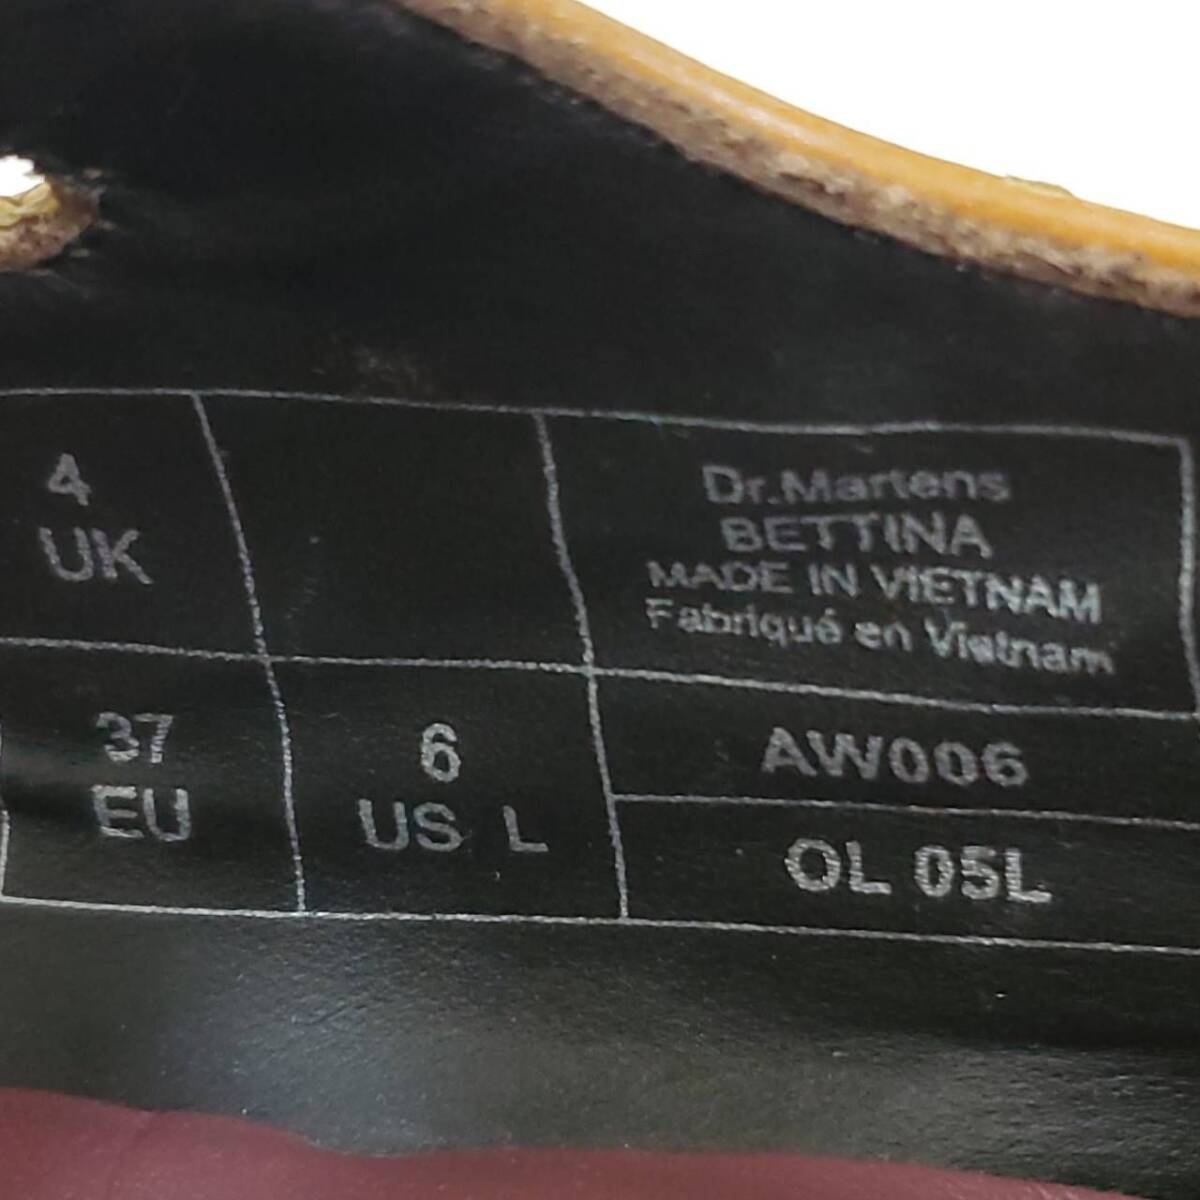 4
UK
Dr.Martens
BETTINA
MADE IN VIETNAM
Fabriqué en Vietnam
37
EU
6
US L
AW006
OL 05L